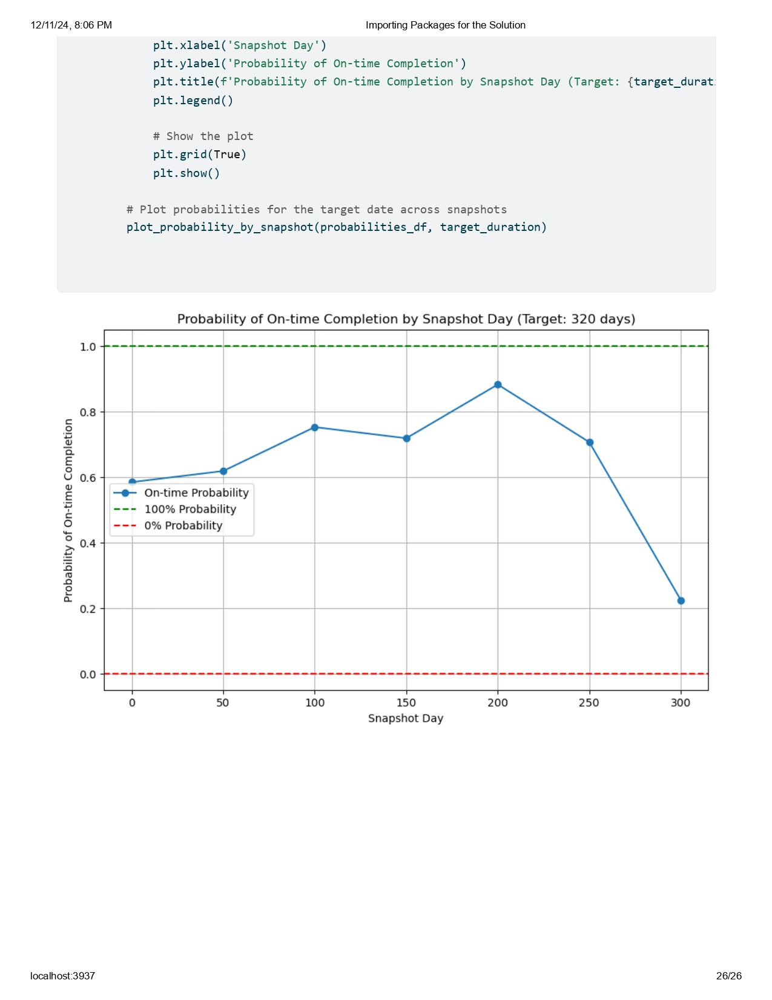 12/11/24, 8:06 PM Importing Packages for the Solution
plt.xlabel('Snapshot Day')
plt.ylabel('Probability of On-time Completion')
plt.title(f'Probability of On-time Completion by Snapshot Day (Target: {target_durati
plt.legend()
# Show the plot
plt.grid(True)
plt.show()
# Plot probabilities for the target date across snapshots
plot_probability_by_snapshot(probabilities_df, target_duration)
Probability of On-time Completion by Snapshot Day (Target: 320 days)
Probability of On-time Completion
1.0
0.8
0.6
0.4
0.2
0.0
On-time Probability
100% Probability
0% Probability
0 50 100 150 200 250 300
Snapshot Day
localhost:3937 26/26